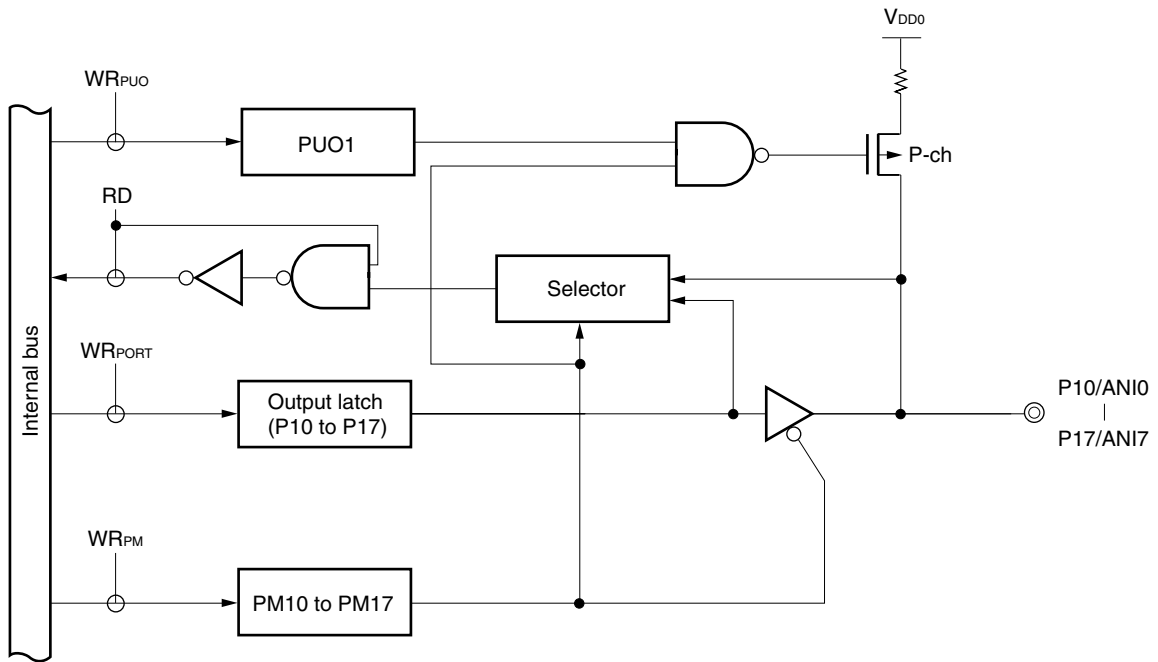 VDD0
WRPUO
PUO1
P-ch
RD
Selector
Internal bus
WRPORT
Output latch
(P10 to P17)
P10/ANI0
P17/ANI7
WRPM
PM10 to PM17